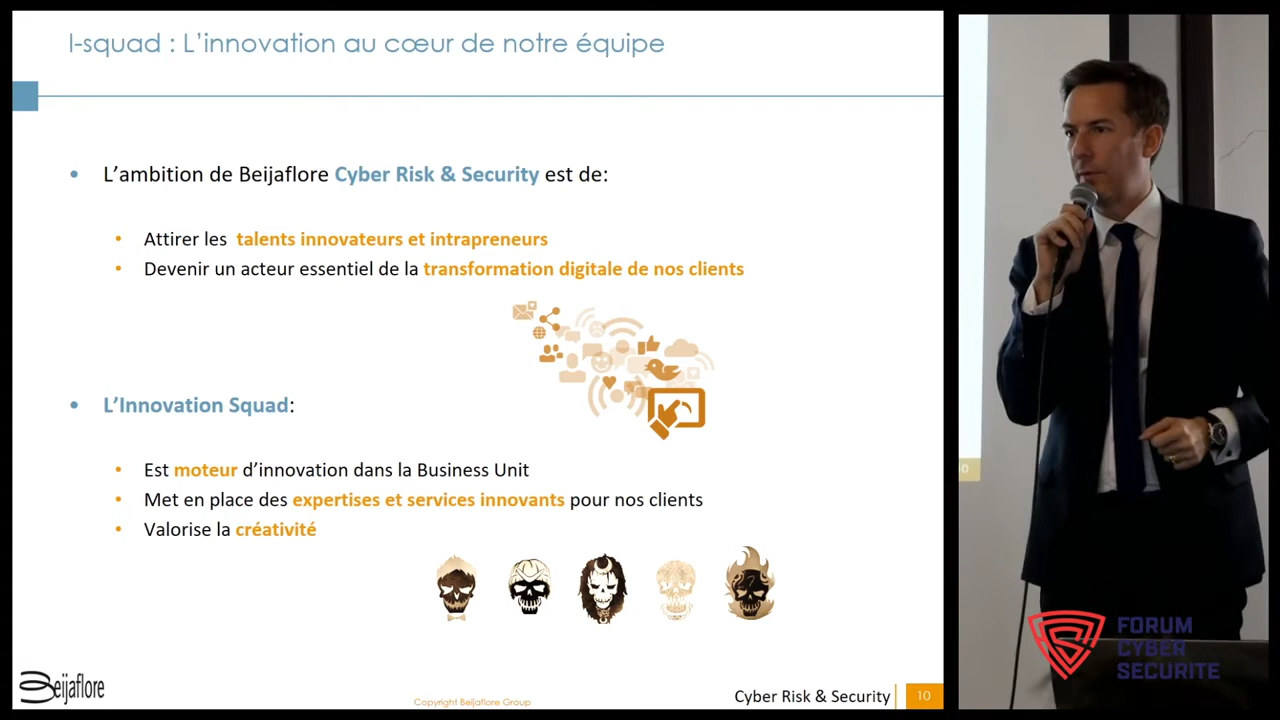 I-squad : L’innovation au cœur de notre équipe
L’ambition de Beijaflore Cyber Risk & Security est de:
Attirer les talents innovateurs et intrapreneurs
Devenir un acteur essentiel de la transformation digitale de nos clients
L’Innovation Squad:
Est moteur d’innovation dans la Business Unit
Met en place des expertises et services innovants pour nos clients
Valorise la créativité
Beijaflore
Copyright Beijaflore Group
Cyber Risk & Security
10
FORUM
CYBER
SECURITE